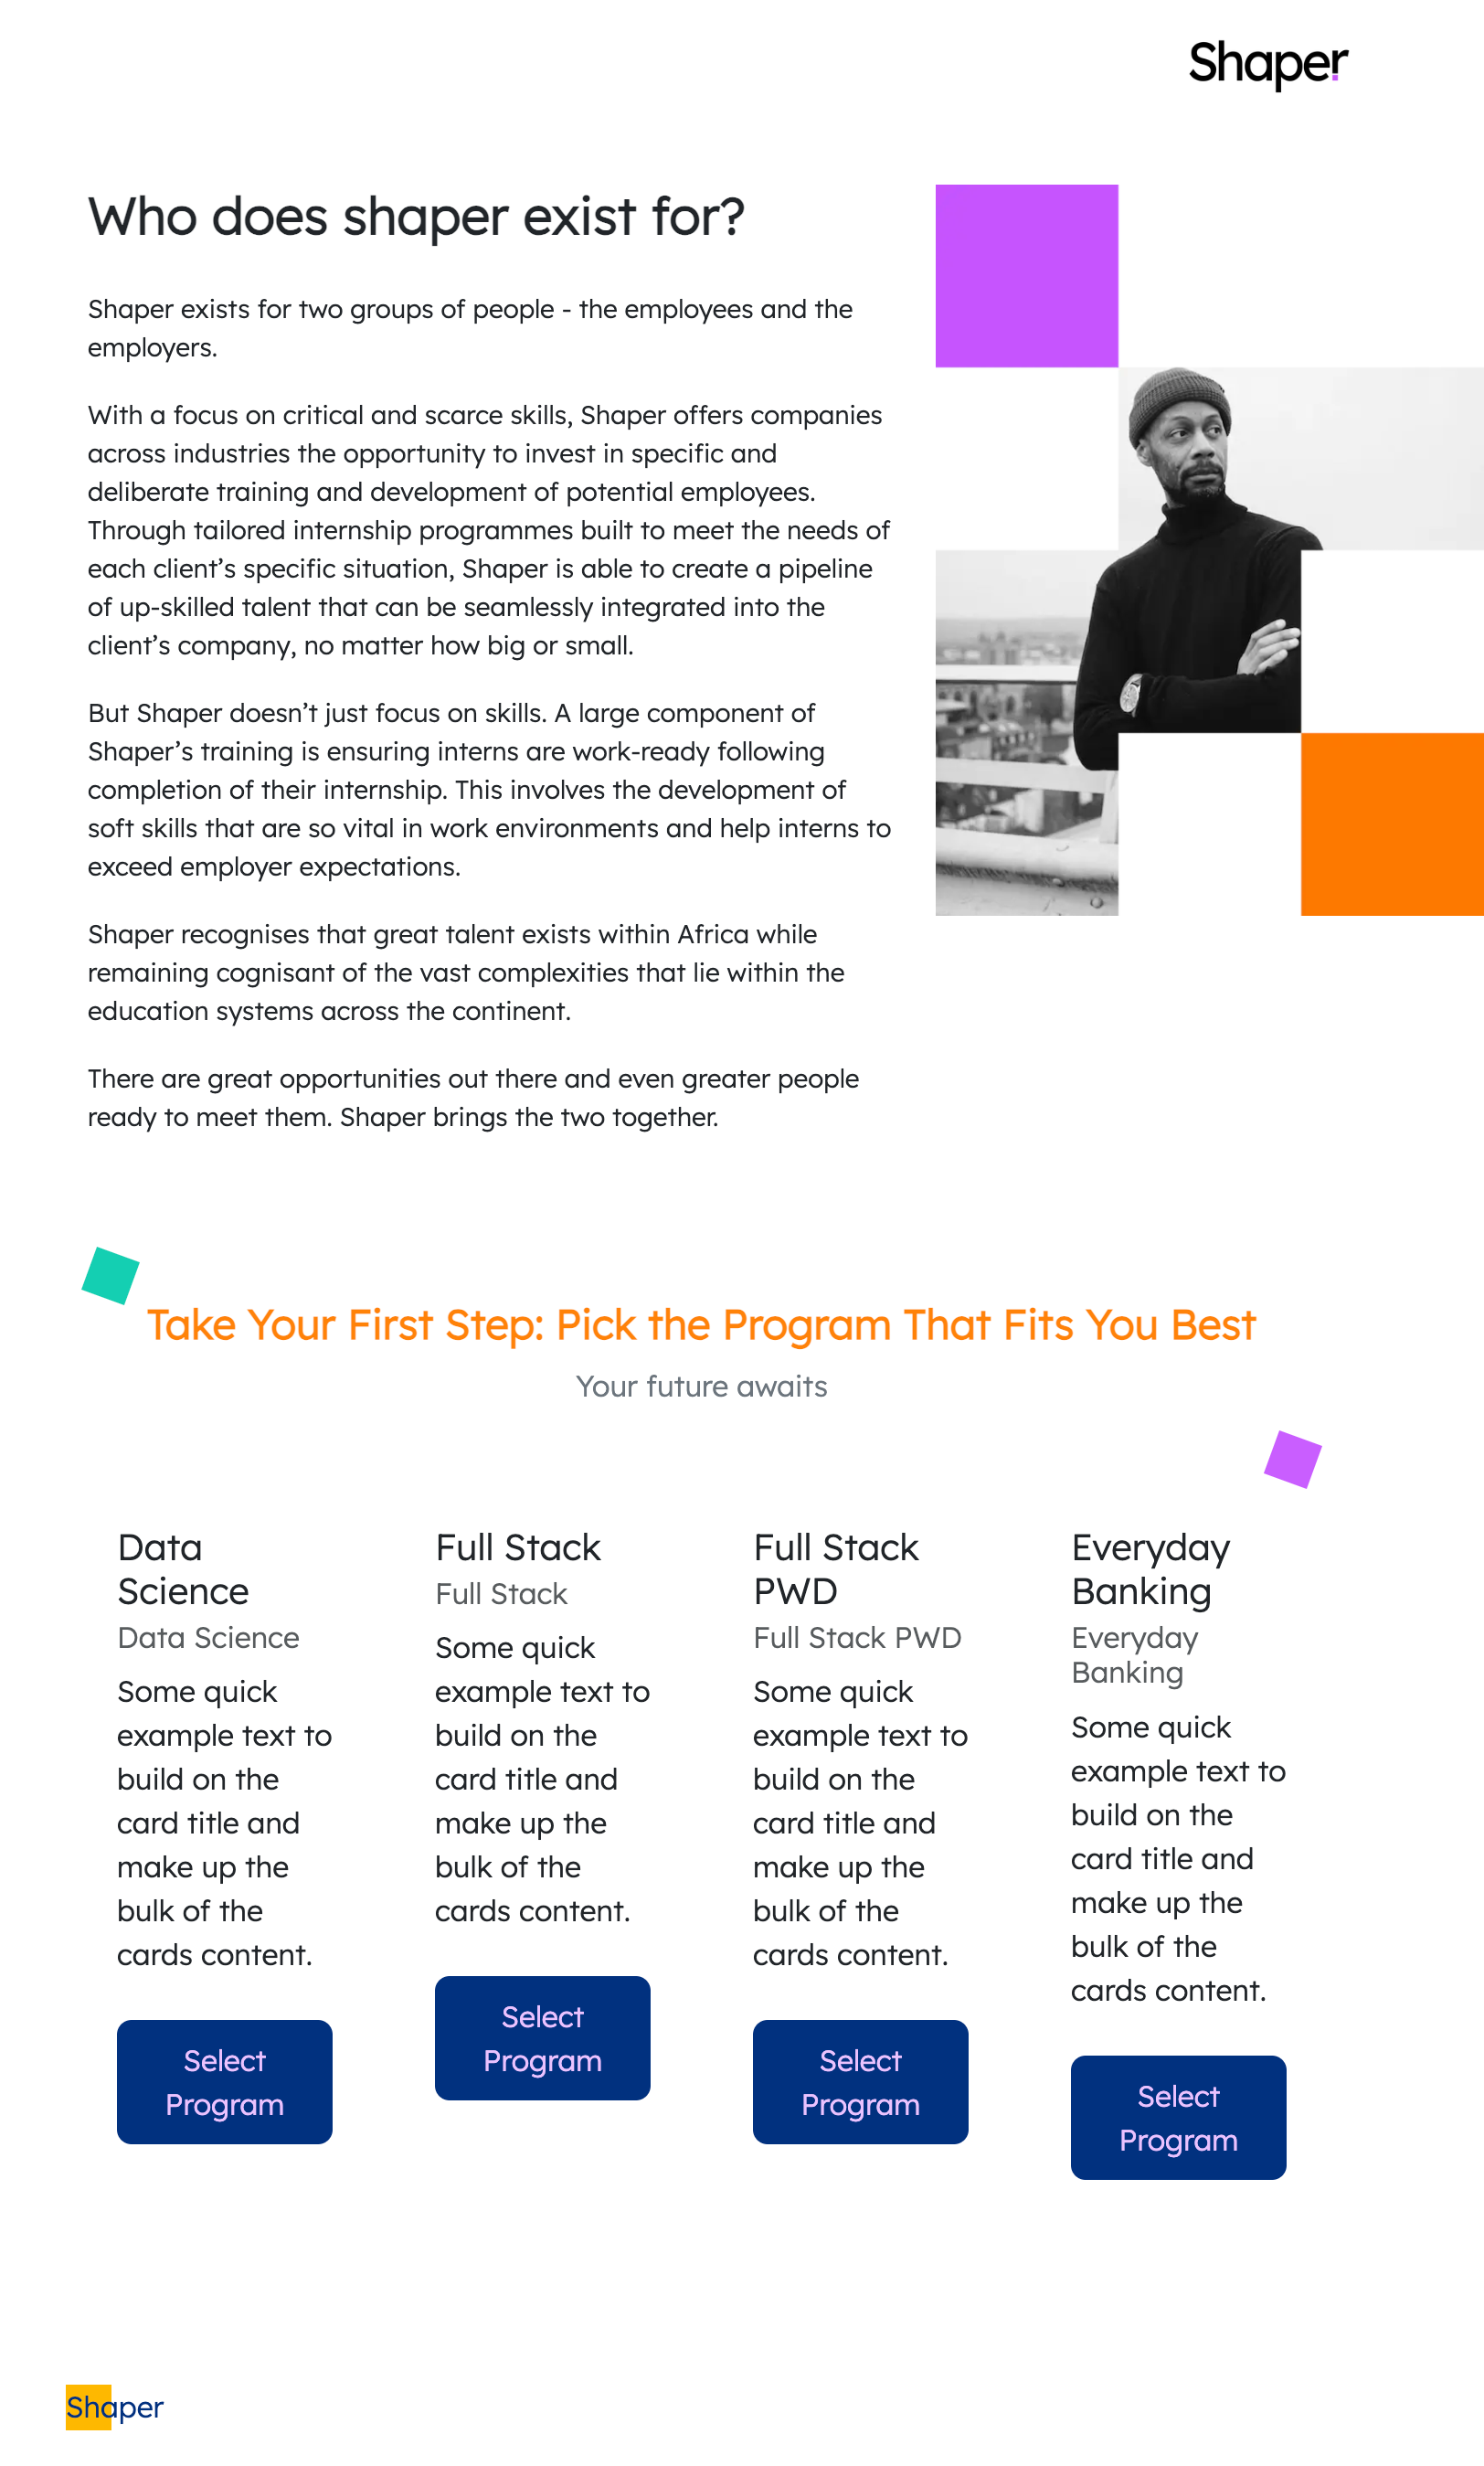 Shaper
Who does shaper exist for?
Shaper exists for two groups of people - the employees and the
employers.
With a focus on critical and scarce skills, Shaper offers companies
across industries the opportunity to invest in specific and
deliberate training and development of potential employees.
Through tailored internship programmes built to meet the needs of
each client’s specific situation, Shaper is able to create a pipeline
of up-skilled talent that can be seamlessly integrated into the
client’s company, no matter how big or small.
But Shaper doesn’t just focus on skills. A large component of
Shaper’s training is ensuring interns are work-ready following
completion of their internship. This involves the development of
soft skills that are so vital in work environments and help interns to
exceed employer expectations.
Shaper recognises that great talent exists within Africa while
remaining cognisant of the vast complexities that lie within the
education systems across the continent.
There are great opportunities out there and even greater people
ready to meet them. Shaper brings the two together.
Take Your First Step: Pick the Program That Fits You Best
Your future awaits
Data
Science
Data Science
Some quick
example text to
build on the
card title and
make up the
bulk of the
cards content.
Select
Program
Full Stack
Full Stack
Some quick
example text to
build on the
card title and
make up the
bulk of the
cards content.
Select
Program
Full Stack
PWD
Full Stack PWD
Some quick
example text to
build on the
card title and
make up the
bulk of the
cards content.
Select
Program
Everyday
Banking
Everyday
Banking
Some quick
example text to
build on the
card title and
make up the
bulk of the
cards content.
Select
Program
Shaper